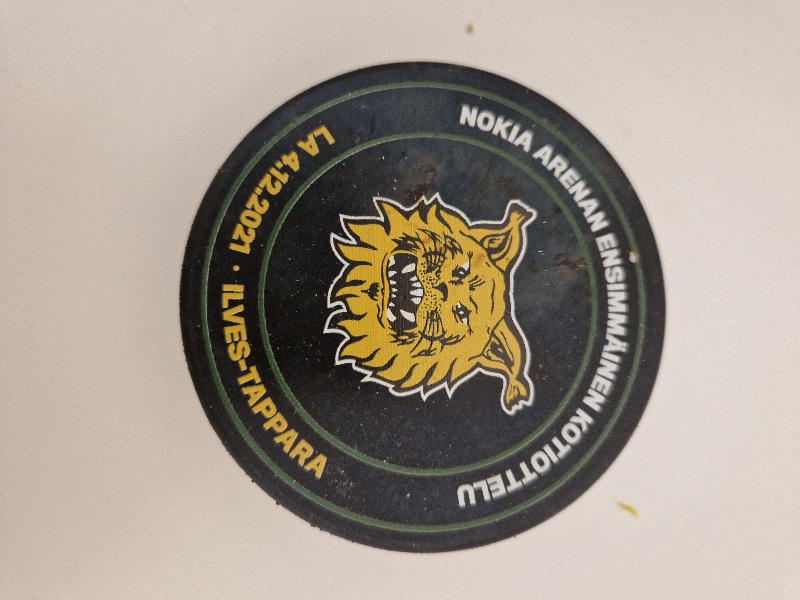 NOKIA ARENAN ENSIMMÄINEN KOTIOTTELU
LA 4.12.2021 · ILVES-TAPPARA